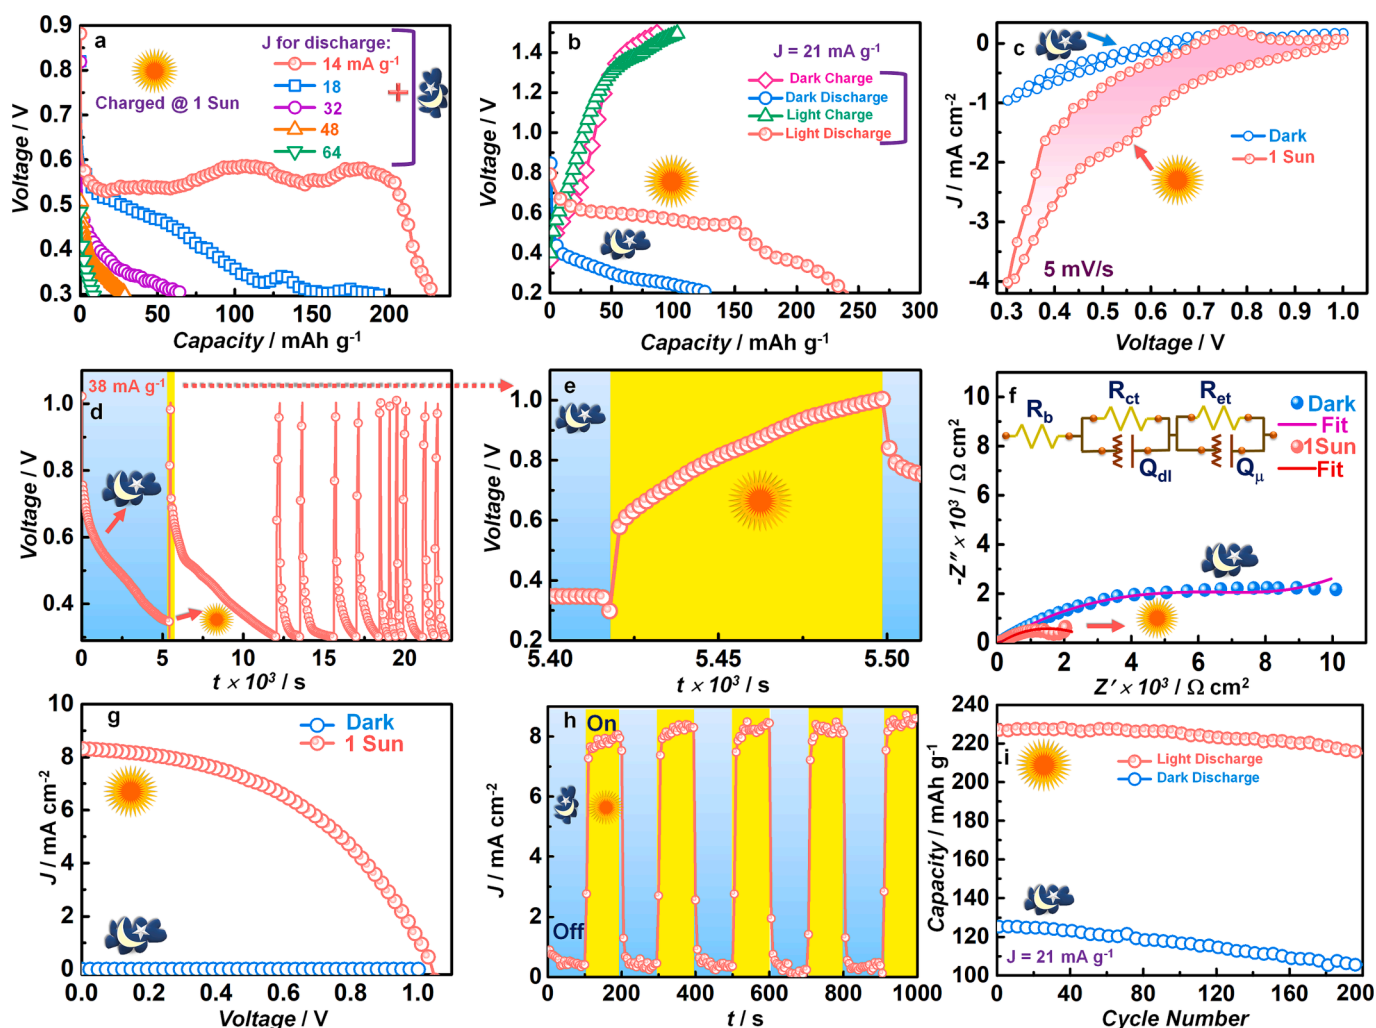 a
J for discharge:
14 mA g⁻¹
18
32
48
64
Charged @ 1 Sun
0.9
0.8
0.7
0.6
0.5
0.4
0.3
Voltage / V
0 50 100 150 200
Capacity / mAh g⁻¹
b
J = 21 mA g⁻¹
Dark Charge
Dark Discharge
Light Charge
Light Discharge
1.5
1.2
0.9
0.6
0.4
0.2
Voltage / V
0 50 100 150 200 250 300
Capacity / mAh g⁻¹
c
Dark
1 Sun
5 mV/s
0
-1
-2
-3
-4
J / mA cm⁻²
0.3 0.4 0.5 0.6 0.7 0.8 0.9 1.0
Voltage / V
38 mA g⁻¹
d
1.0
0.8
0.6
0.4
Voltage / V
0 5 10 15 20
t × 10³ / s
e
1.0
0.8
0.6
0.4
0.2
Voltage / V
5.40 5.45 5.50
t × 10³ / s
f
Rb
Rct
Ret
Qdl
Qμ
Dark
Fit
1Sun
Fit
10
8
6
4
2
0
-Z″ × 10³ / Ω cm²
0 2 4 6 8 10
Z′ × 10³ / Ω cm²
g
Dark
1 Sun
10
8
6
4
2
0
J / mA cm⁻²
0.0 0.2 0.4 0.6 0.8 1.0
Voltage / V
h
On
Off
8
6
4
2
0
J / mA cm⁻²
0 200 400 600 800 1000
t / s
i
Light Discharge
Dark Discharge
J = 21 mA g⁻¹
240
220
200
180
160
140
120
100
Capacity / mAh g⁻¹
0 40 80 120 160 200
Cycle Number